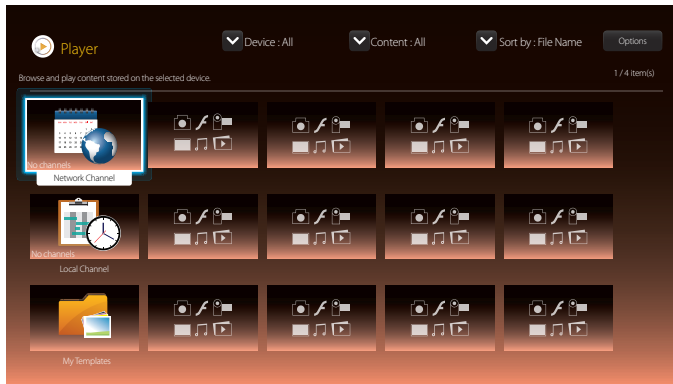 Player
Device : All
Content : All
Sort by : File Name
Options
Browse and play content stored on the selected device.
1 / 4 item(s)
No channels
Network Channel
No channels
Local Channel
My Templates